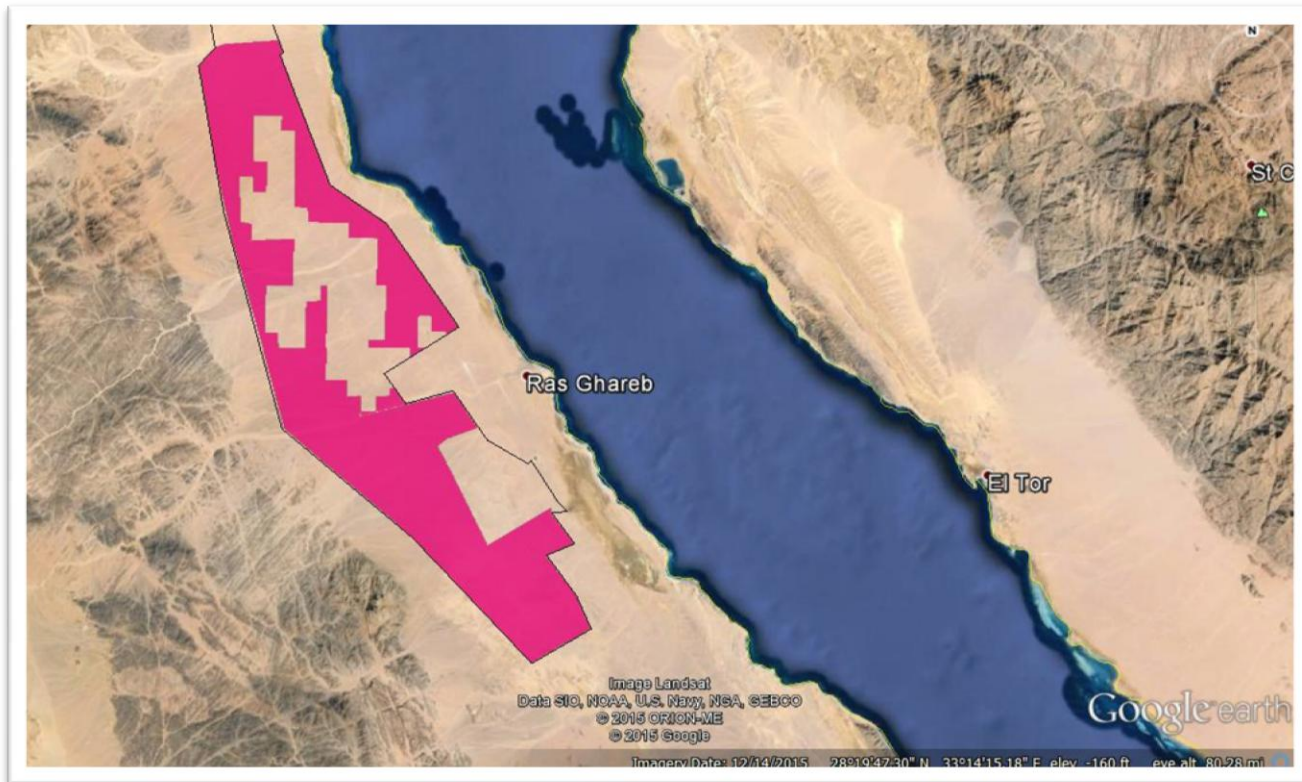 N
St C
Ras Ghareb
El Tor
Image Landsat
Data SIO, NOAA, U.S. Navy, NGA, GEBCO
© 2015 ORION-ME
© 2015 Google
Google earth
Imagery Date: 12/14/2015 28°19'47.30" N 33°14'15.18" E elev -160 ft eye alt 80.28 mi